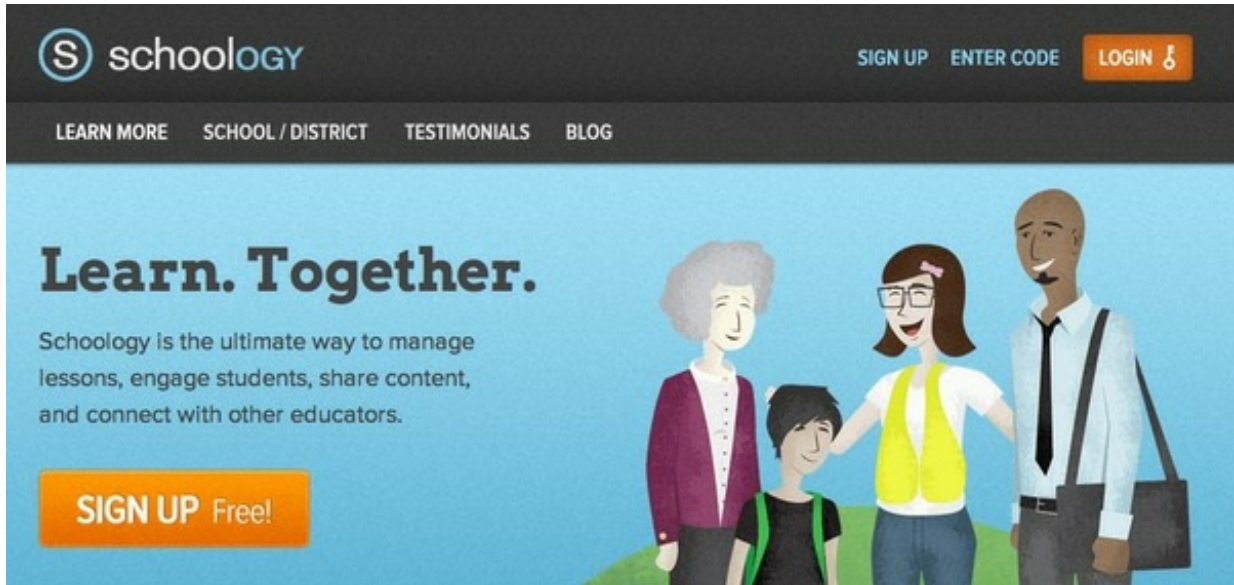 S schoology
SIGN UP ENTER CODE LOGIN
LEARN MORE SCHOOL / DISTRICT TESTIMONIALS BLOG
Learn. Together.
Schoology is the ultimate way to manage
lessons, engage students, share content,
and connect with other educators.
SIGN UP Free!